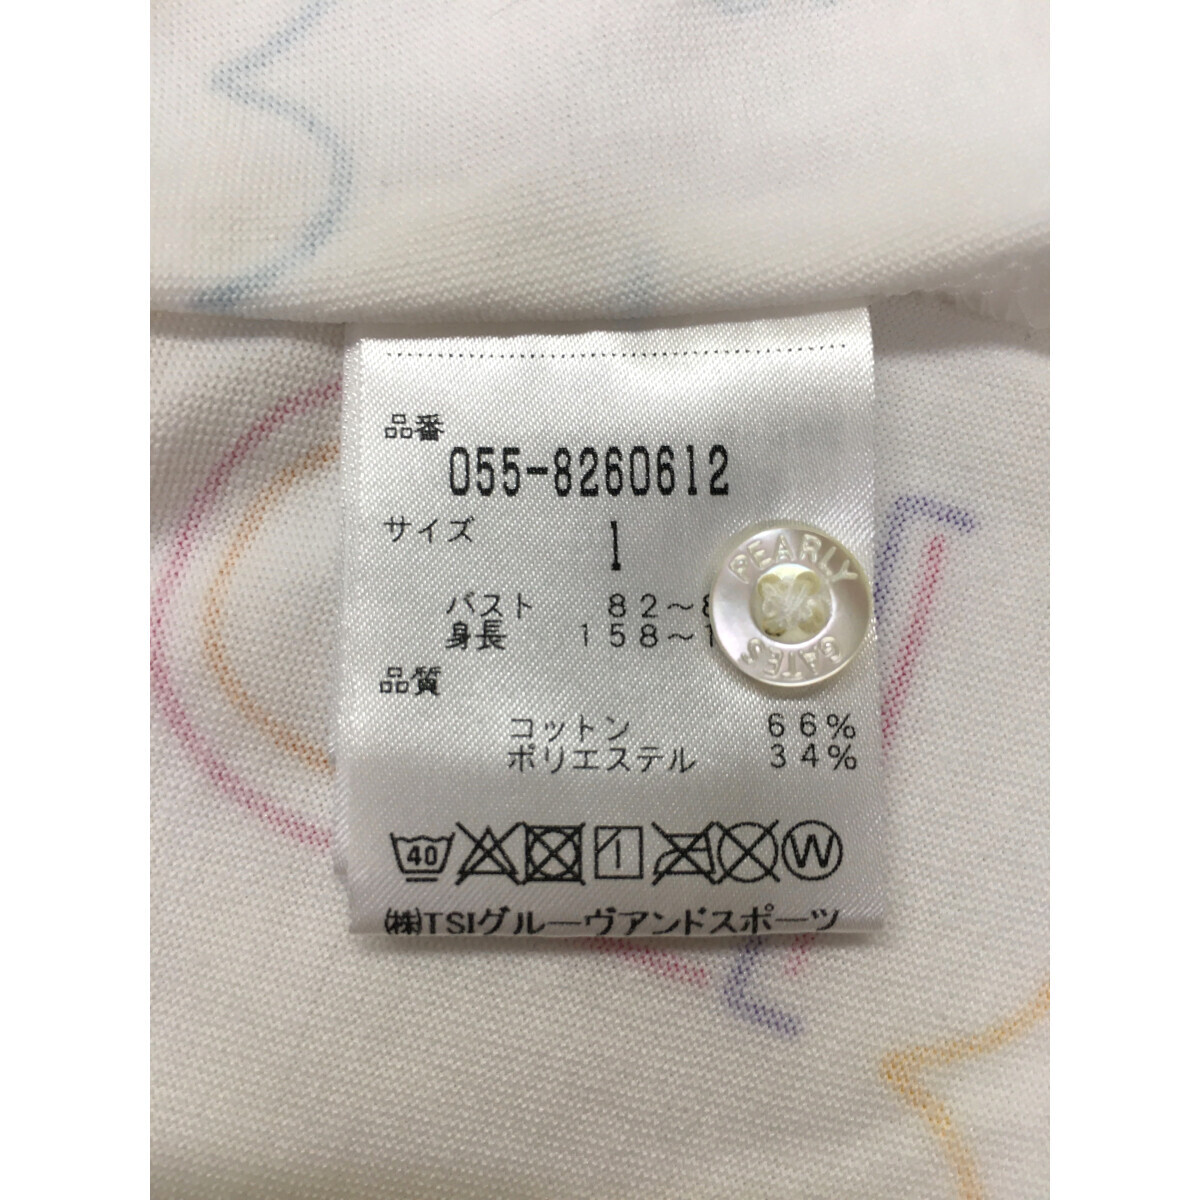 品番
055-8260612
サイズ 1
バスト 82～
身長 158～1
品質
コットン 66%
ポリエステル 34%
40 1 W
㈱TSIグルーヴアンドスポーツ
PEARLY
GATES